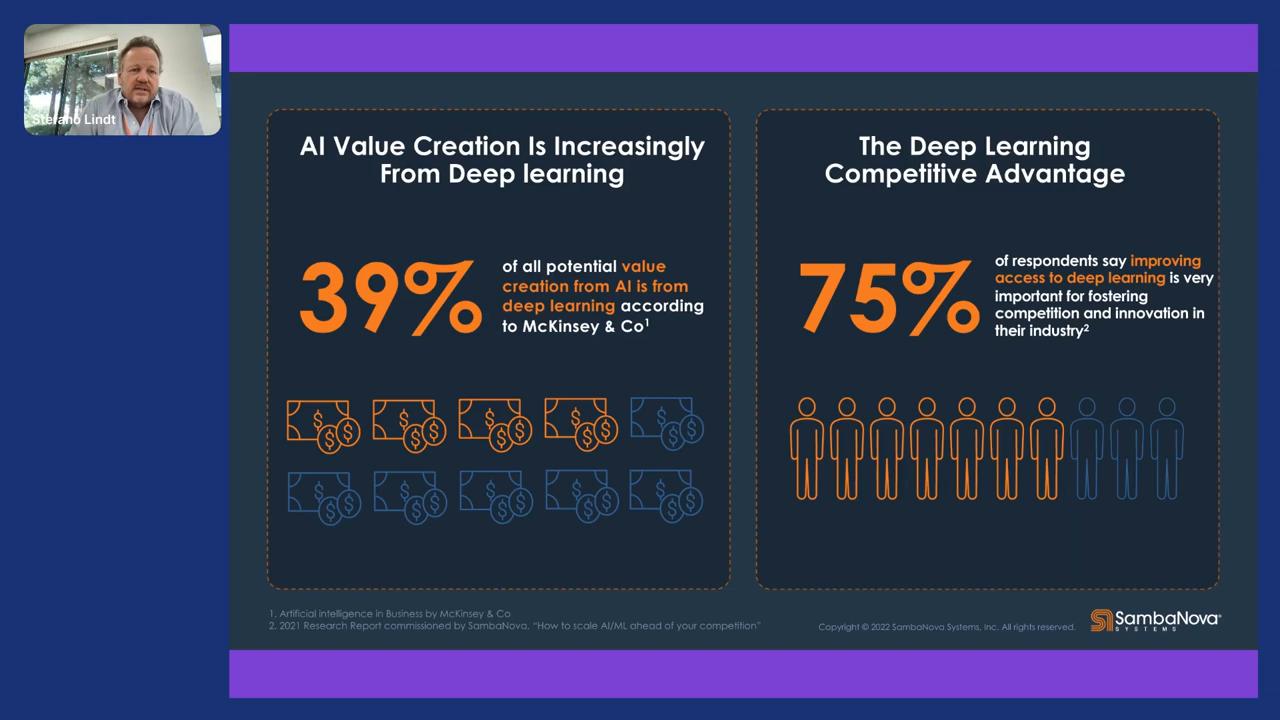 Stefano Lindt
AI Value Creation Is Increasingly
From Deep learning
39%
of all potential value
creation from AI is from
deep learning according
to McKinsey & Co¹
The Deep Learning
Competitive Advantage
75%
of respondents say improving
access to deep learning is very
important for fostering
competition and innovation in
their industry²
1. Artificial intelligence in Business by McKinsey & Co
2. 2021 Research Report commissioned by SambaNova, “How to scale AI/ML ahead of your competition”
Copyright © 2022 SambaNova Systems, Inc. All rights reserved.
SambaNova®
SYSTEMS